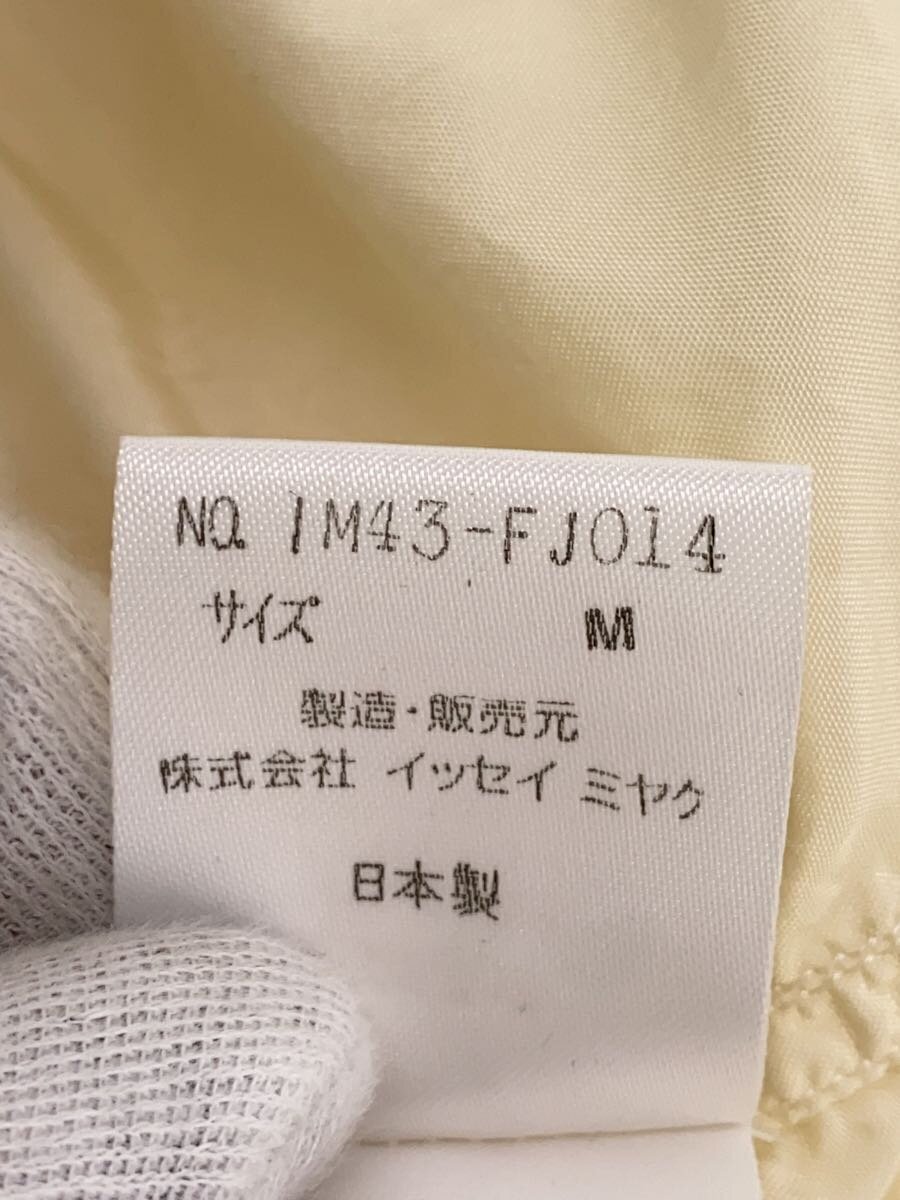 No. IM43-FJ014
サイズ M
製造・販売元
株式会社 イッセイ ミヤケ
日本製